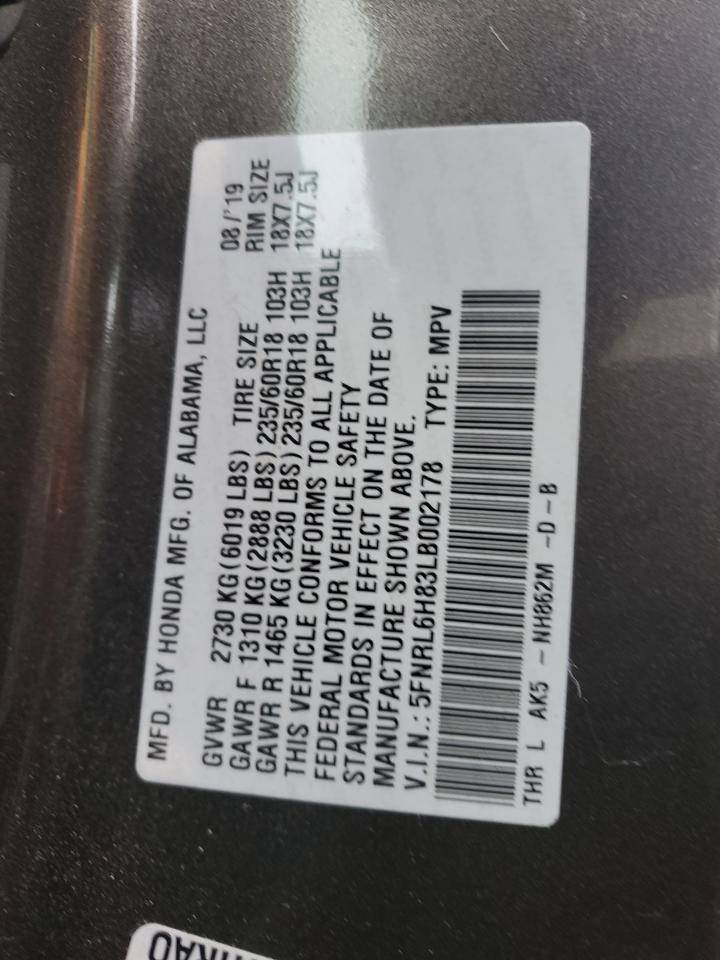 MFD. BY HONDA MFG. OF ALABAMA, LLC
08/'19
GVWR 2730 KG(6019 LBS) TIRE SIZE RIM SIZE
GAWR F 1310 KG(2888 LBS) 235/60R18 103H 18X7.5J
GAWR R 1465 KG(3230 LBS) 235/60R18 103H 18X7.5J
THIS VEHICLE CONFORMS TO ALL APPLICABLE
FEDERAL MOTOR VEHICLE SAFETY
STANDARDS IN EFFECT ON THE DATE OF
MANUFACTURE SHOWN ABOVE.
V.I.N.: 5FNRL6H83LB002178 TYPE: MPV
THR L AK5 - NH862M -D-B